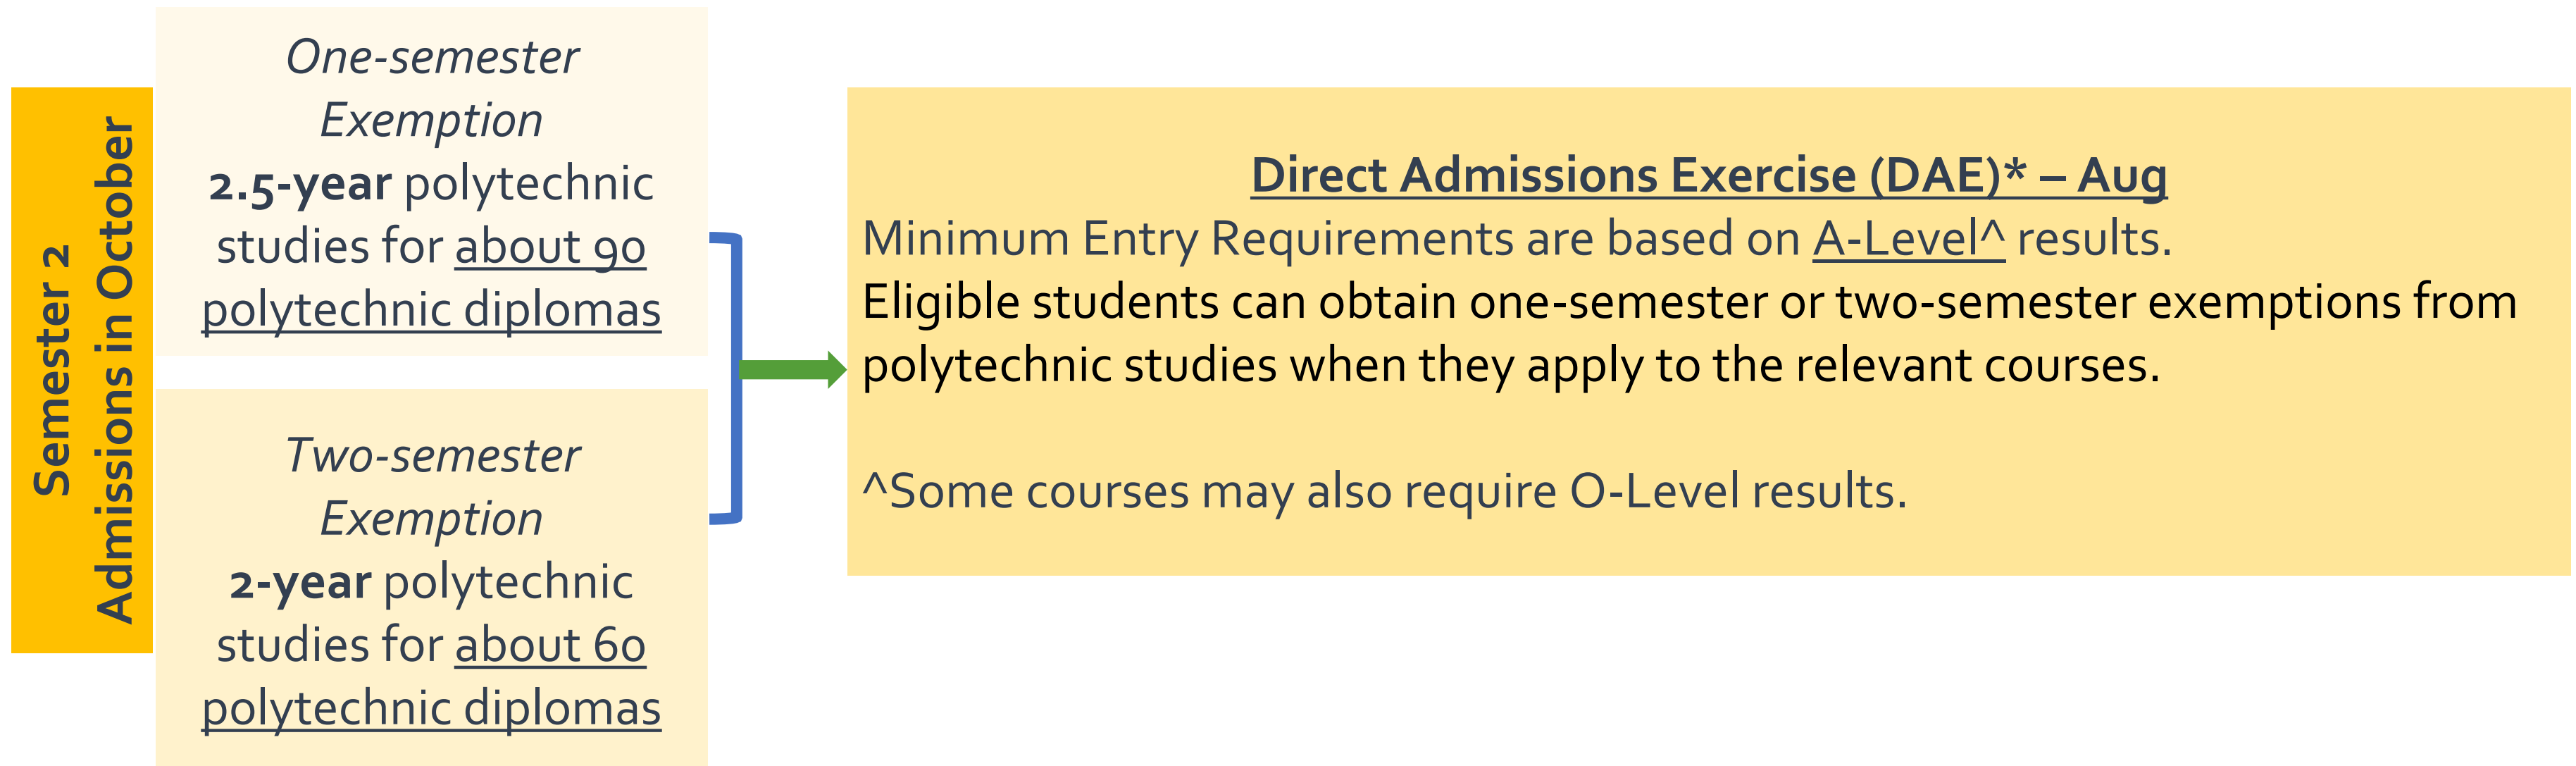 Semester 2
Admissions in October
One-semester
Exemption
2.5-year polytechnic
studies for about 90
polytechnic diplomas
Two-semester
Exemption
2-year polytechnic
studies for about 60
polytechnic diplomas
Direct Admissions Exercise (DAE)* – Aug
Minimum Entry Requirements are based on A-Level^ results.
Eligible students can obtain one-semester or two-semester exemptions from
polytechnic studies when they apply to the relevant courses.
^Some courses may also require O-Level results.